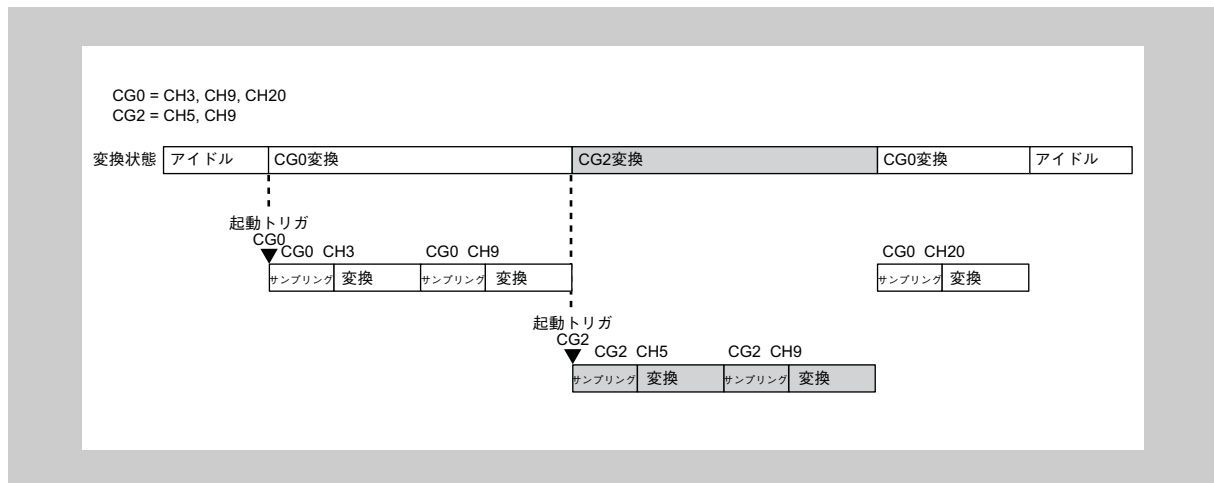 CG0 = CH3, CH9, CH20
CG2 = CH5, CH9
変換状態 アイドル CG0変換 CG2変換 CG0変換 アイドル
起動トリガ
CG0
CG0 CH3 CG0 CH9 CG0 CH20
サンプリング 変換 サンプリング 変換 サンプリング 変換
起動トリガ
CG2
CG2 CH5 CG2 CH9
サンプリング 変換 サンプリング 変換